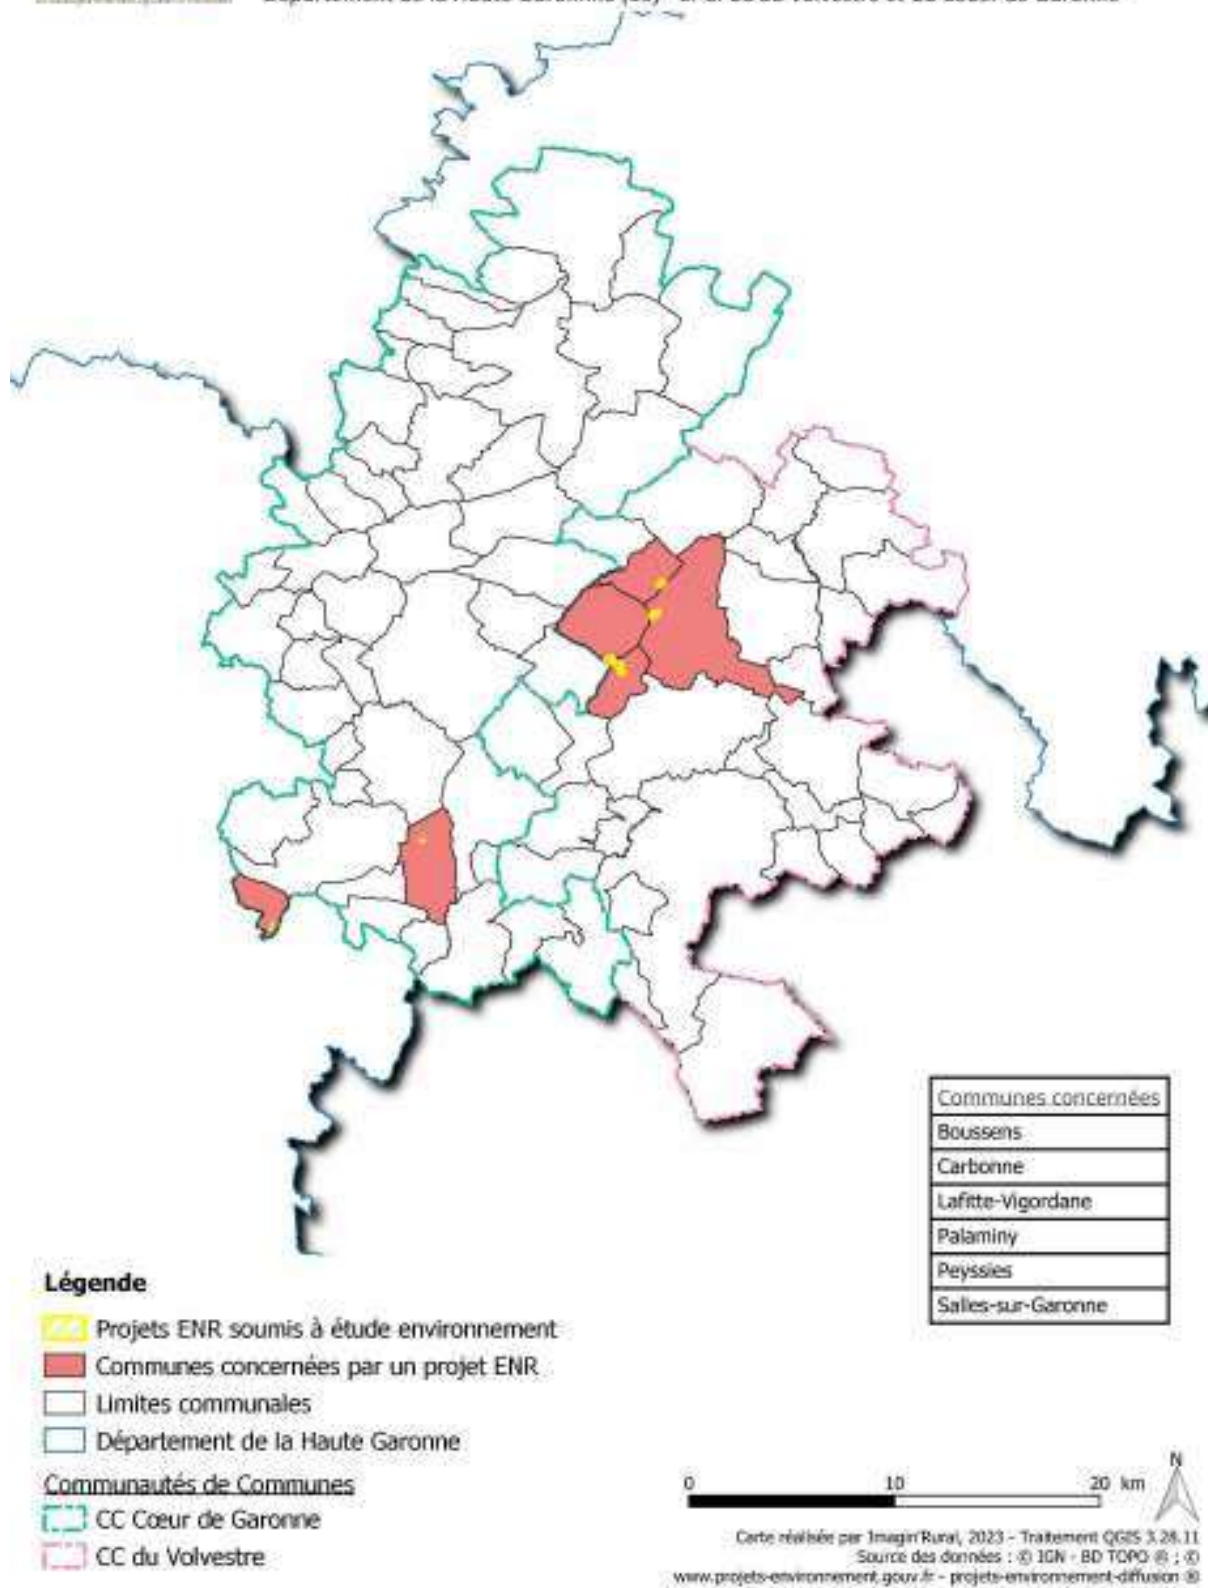 Communes concernées
Boussens
Carbonne
Lafitte-Vigordane
Palaminy
Peyssies
Salles-sur-Garonne
Légende
Projets ENR soumis à étude environnement
Communes concernées par un projet ENR
Limites communales
Département de la Haute Garonne
Communautés de Communes
CC Cœur de Garonne
CC du Volvestre
0 10 20 km
N
Carte réalisée par Imagin'Rural, 2023 - Traitement QGIS 3.28.11
Source des données : © IGN - BD TOPO ® ; ©
www.projets-environnement.gouv.fr - projets-environnement-diffusion ®